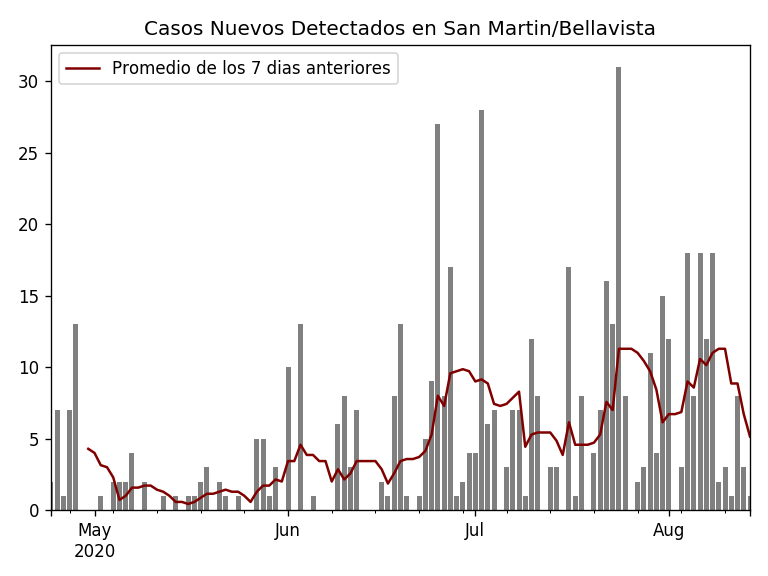 Casos Nuevos Detectados en San Martin/Bellavista
Promedio de los 7 dias anteriores
30
25
20
15
10
5
0
May Jun Jul Aug
2020